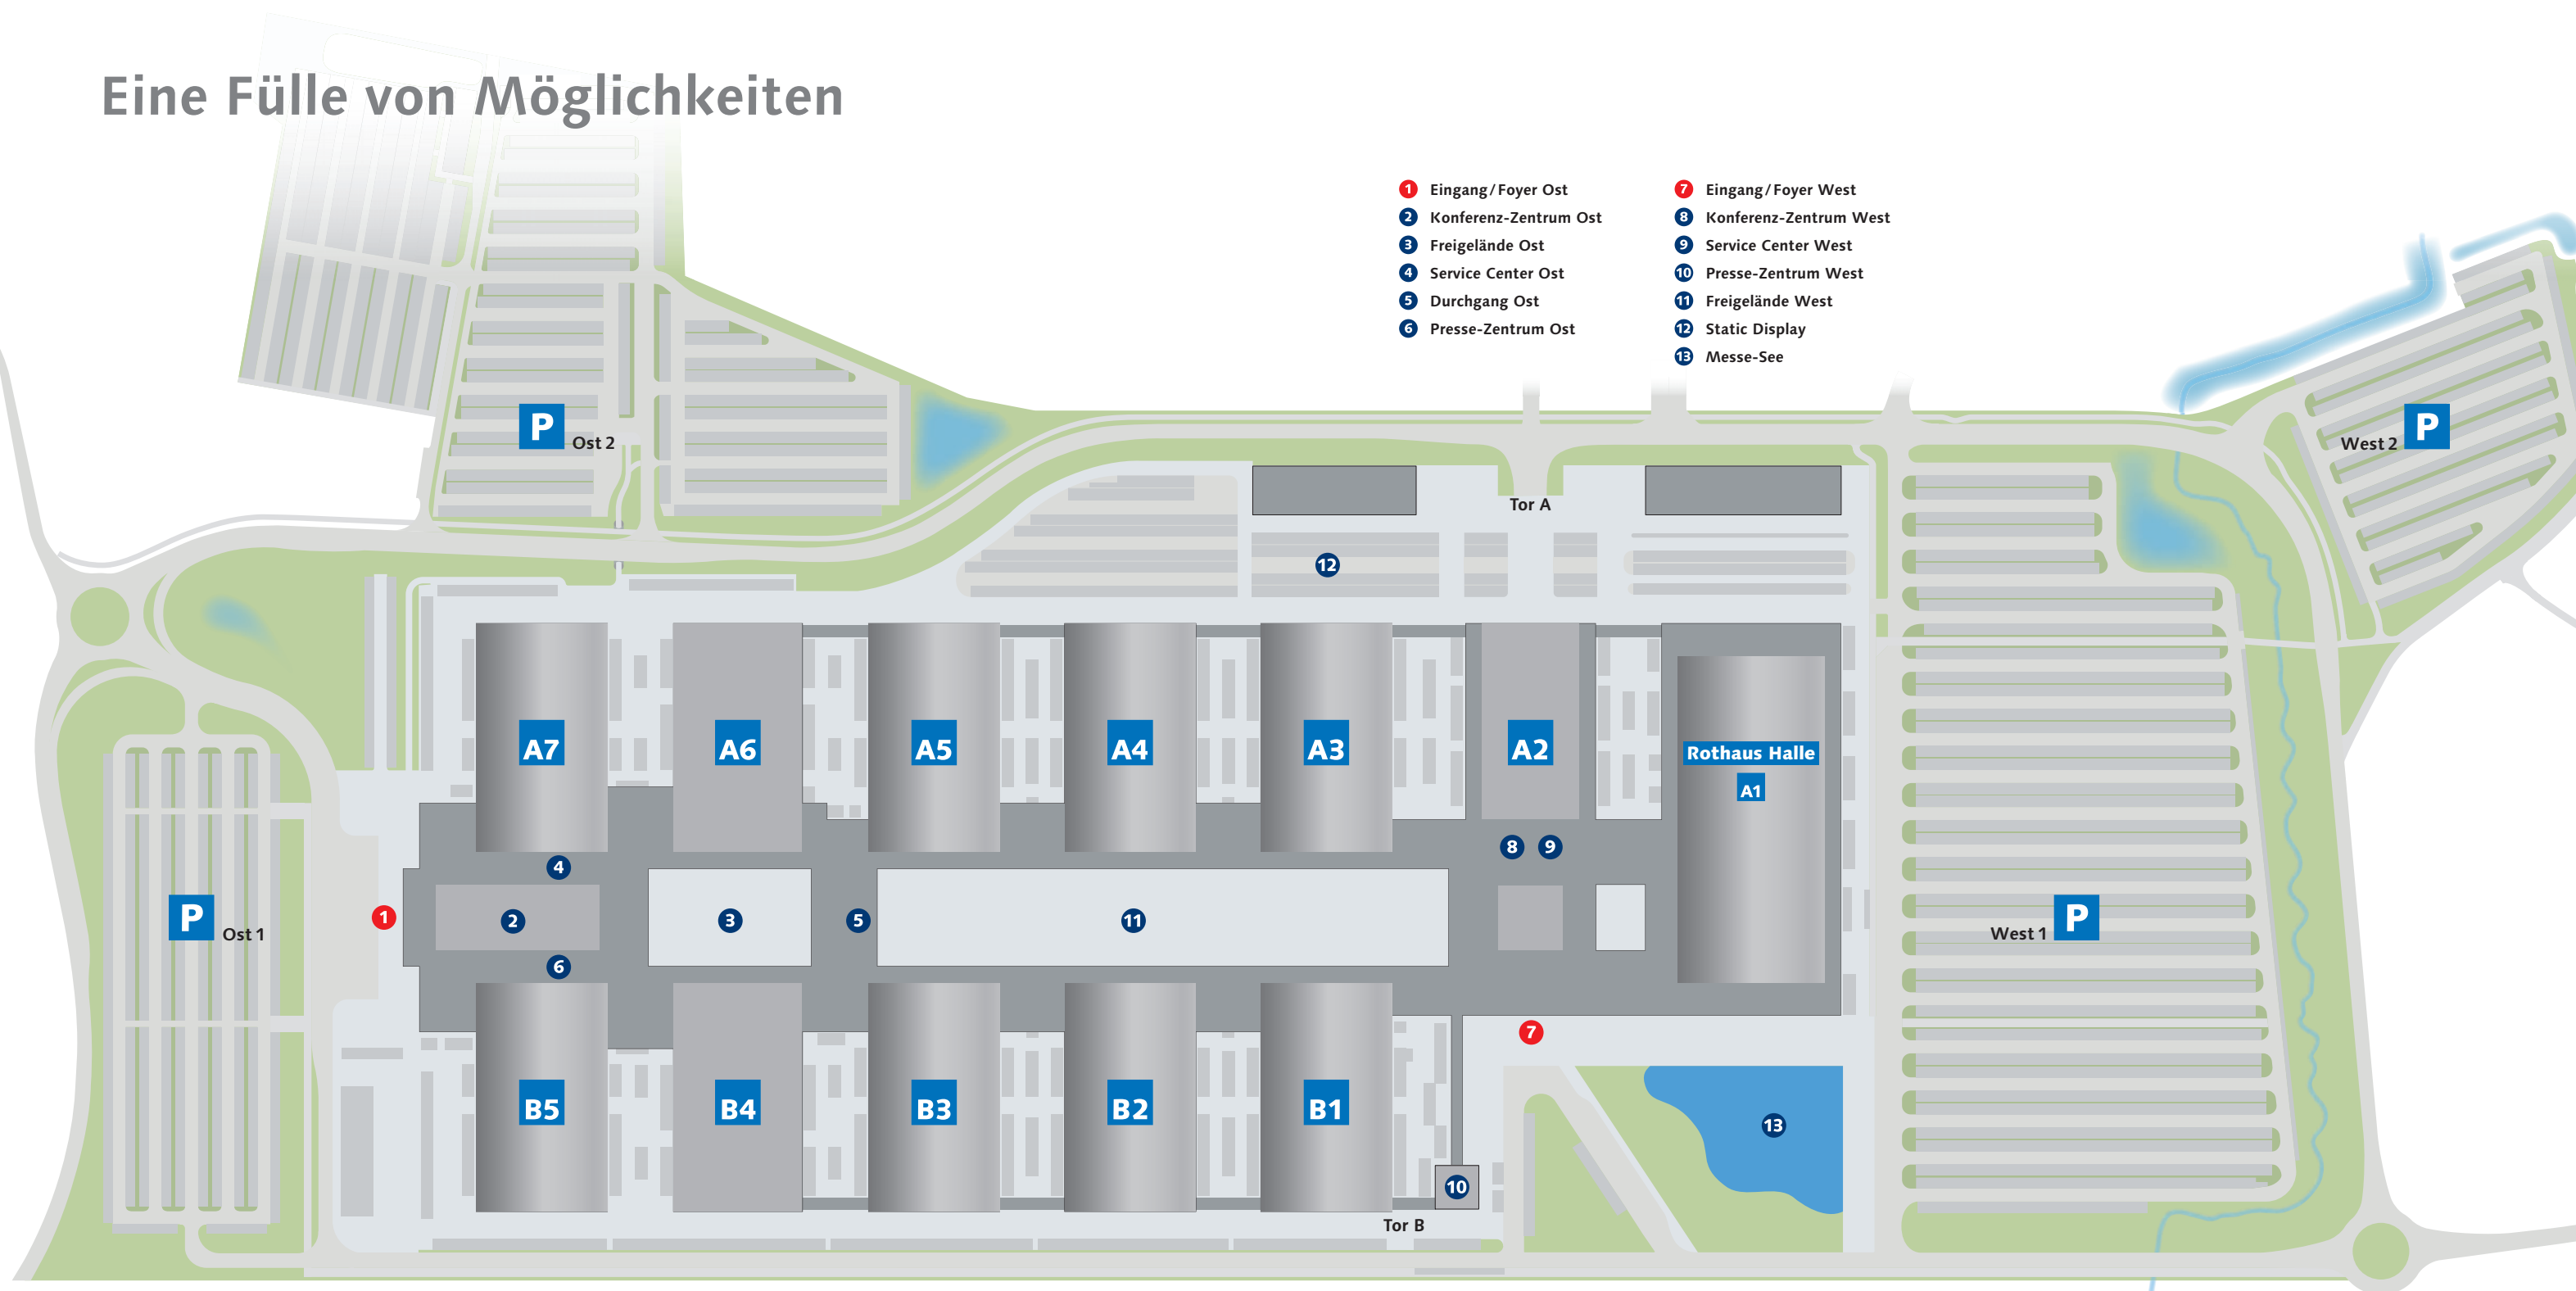 Eine Fülle von Möglichkeiten
1 Eingang/Foyer Ost
2 Konferenz-Zentrum Ost
3 Freigelände Ost
4 Service Center Ost
5 Durchgang Ost
6 Presse-Zentrum Ost
7 Eingang/Foyer West
8 Konferenz-Zentrum West
9 Service Center West
10 Presse-Zentrum West
11 Freigelände West
12 Static Display
13 Messe-See
P Ost 2
West 2 P
Tor A
12
A7
A6
A5
A4
A3
A2
Rothaus Halle
A1
8
9
4
P Ost 1
1
2
3
5
11
West 1 P
6
7
B5
B4
B3
B2
B1
13
10
Tor B